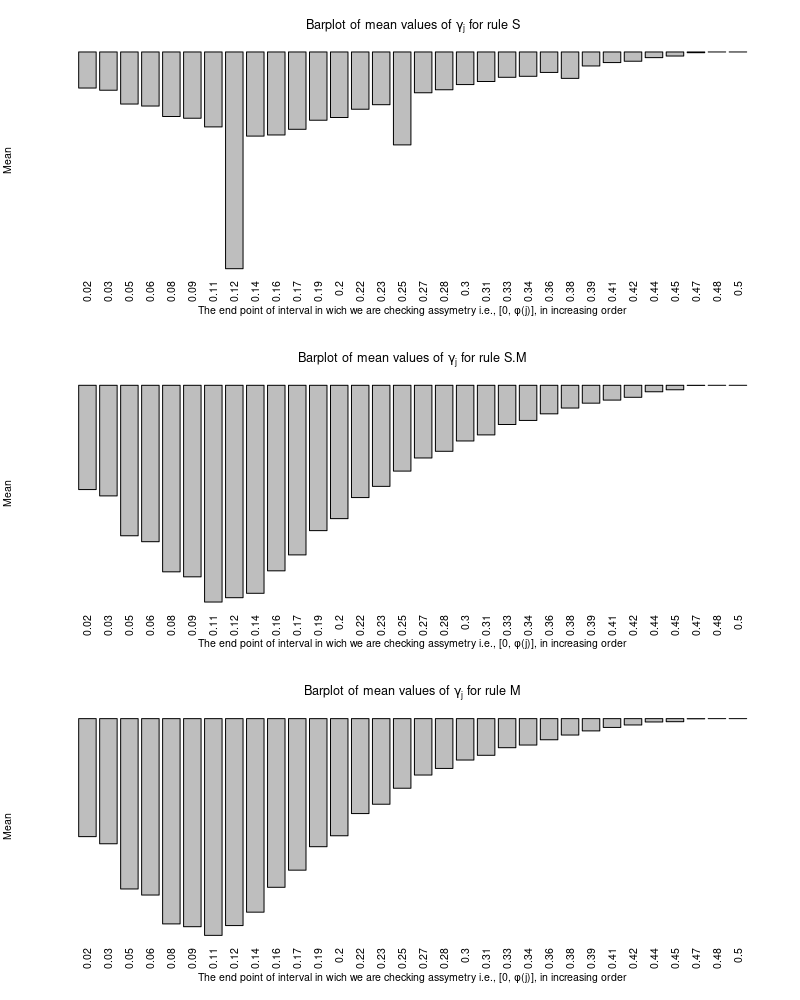 Barplot of mean values of γj for rule S
Mean
0.02 0.03 0.05 0.06 0.08 0.09 0.11 0.12 0.14 0.16 0.17 0.19 0.2 0.22 0.23 0.25 0.27 0.28 0.3 0.31 0.33 0.34 0.36 0.38 0.39 0.41 0.42 0.44 0.45 0.47 0.48 0.5
The end point of interval in wich we are checking assymetry i.e., [0, φ(j)], in increasing order
Barplot of mean values of γj for rule S.M
Mean
0.02 0.03 0.05 0.06 0.08 0.09 0.11 0.12 0.14 0.16 0.17 0.19 0.2 0.22 0.23 0.25 0.27 0.28 0.3 0.31 0.33 0.34 0.36 0.38 0.39 0.41 0.42 0.44 0.45 0.47 0.48 0.5
The end point of interval in wich we are checking assymetry i.e., [0, φ(j)], in increasing order
Barplot of mean values of γj for rule M
Mean
0.02 0.03 0.05 0.06 0.08 0.09 0.11 0.12 0.14 0.16 0.17 0.19 0.2 0.22 0.23 0.25 0.27 0.28 0.3 0.31 0.33 0.34 0.36 0.38 0.39 0.41 0.42 0.44 0.45 0.47 0.48 0.5
The end point of interval in wich we are checking assymetry i.e., [0, φ(j)], in increasing order